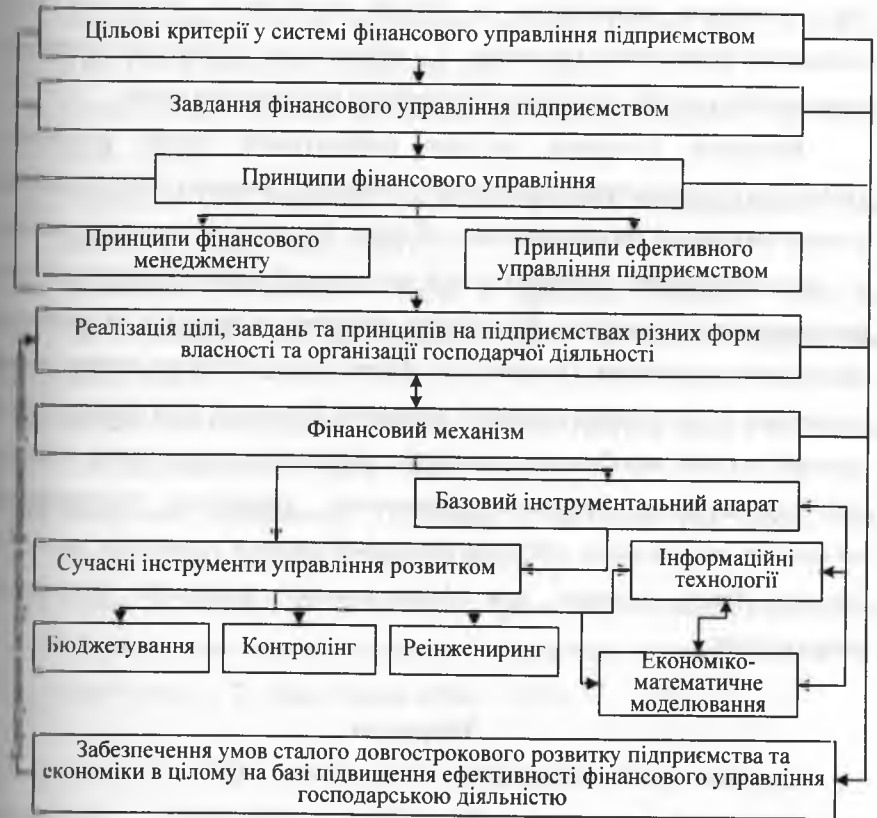 Цільові критерії у системі фінансового управління підприємством
Завдання фінансового управління підприємством
Принципи фінансового управління
Принципи фінансового
менеджменту
Принципи ефективного
управління підприємством
Реалізація цілі, завдань та принципів на підприємствах різних форм
власності та організації господарчої діяльності
Фінансовий механізм
Базовий інструментальний апарат
Сучасні інструменти управління розвитком
Інформаційні
технології
Бюджетування
Контролінг
Реінжениринг
Економіко-
математичне
моделювання
Забезпечення умов сталого довгострокового розвитку підприємства та
економіки в цілому на базі підвищення ефективності фінансового управління
господарською діяльністю